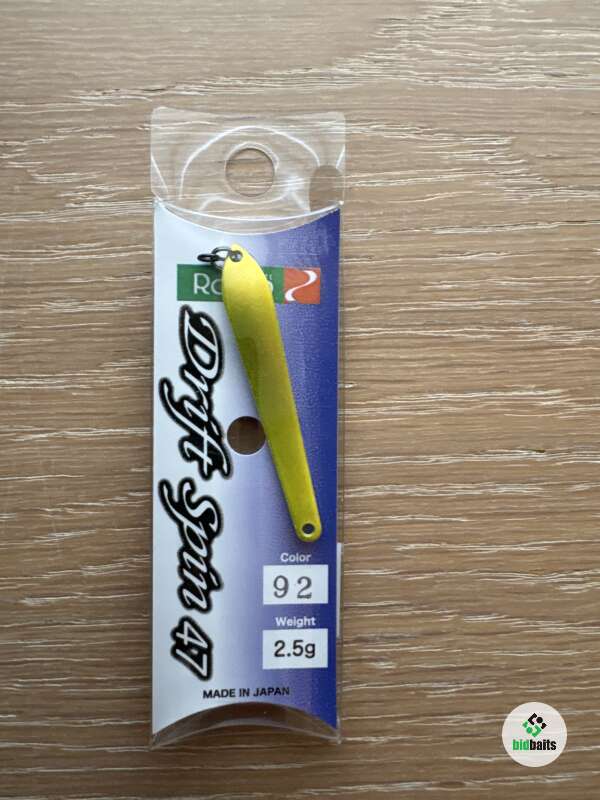 Drift Spin 47
Color
92
Weight
2.5g
MADE IN JAPAN
bidbaits